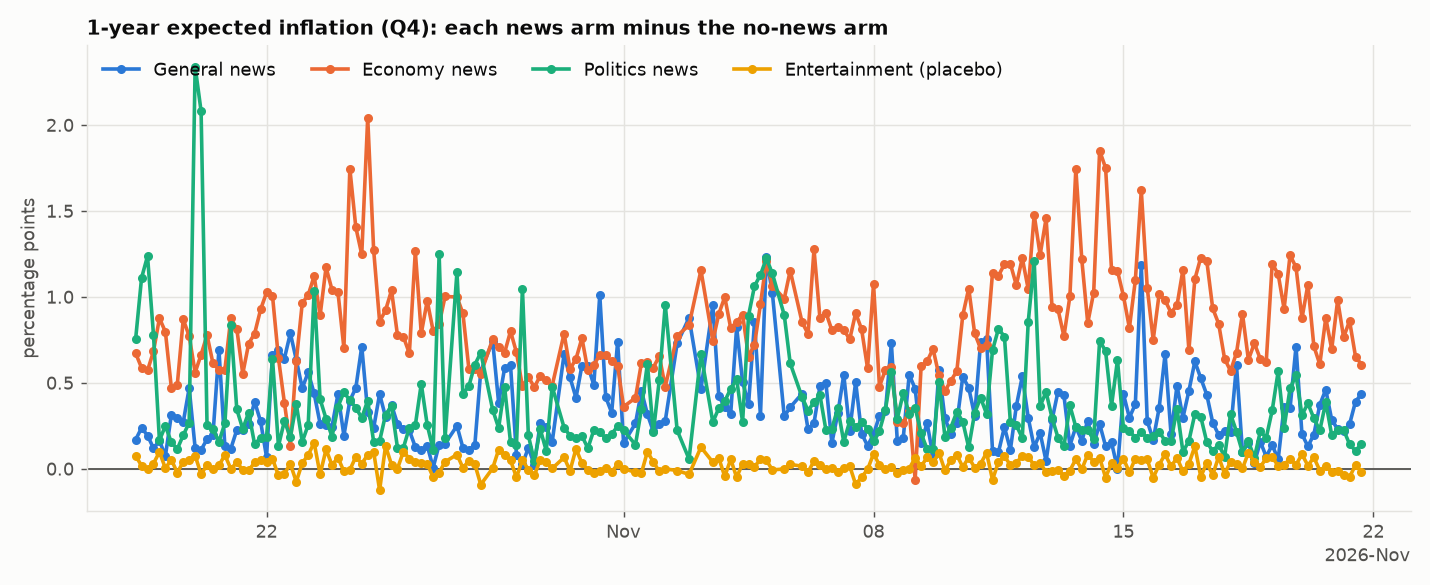 1-year expected inflation (Q4): each news arm minus the no-news arm
General news
Economy news
Politics news
Entertainment (placebo)
percentage points
2.0
1.5
1.0
0.5
0.0
22
Nov
08
15
22
2026-Nov